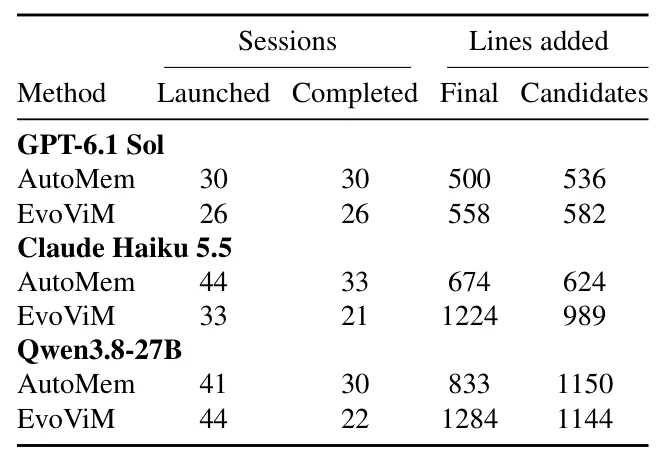 Sessions Lines added
Method Launched Completed Final Candidates
GPT-6.1 Sol
AutoMem 30 30 500 536
EvoViM 26 26 558 582
Claude Haiku 5.5
AutoMem 44 33 674 624
EvoViM 33 21 1224 989
Qwen3.8-27B
AutoMem 41 30 833 1150
EvoViM 44 22 1284 1144